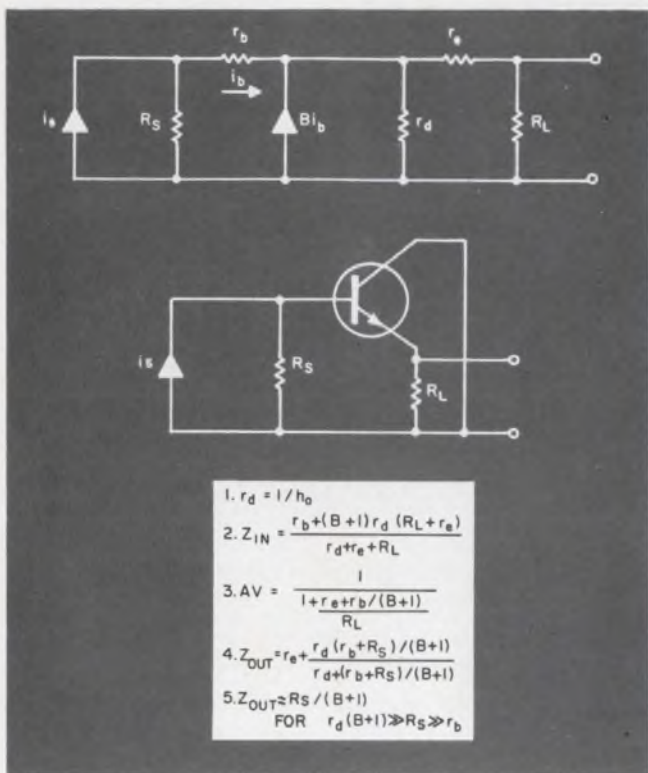 r_b
r_e
i_b
i_s
R_S
Bi_b
r_d
R_L
i_s
R_S
R_L
1. r_d = 1/h_o
2. Z_IN = r_b+(B+1) r_d (R_L+r_e) / r_d+r_e+R_L
3. AV = 1 / 1+r_e+r_b/(B+1) / R_L
4. Z_OUT = r_e + r_d (r_b+R_S)/(B+1) / r_d+(r_b+R_S)/(B+1)
5. Z_OUT ≅ R_S/(B+1)
FOR r_d(B+1)≫R_S≫r_b